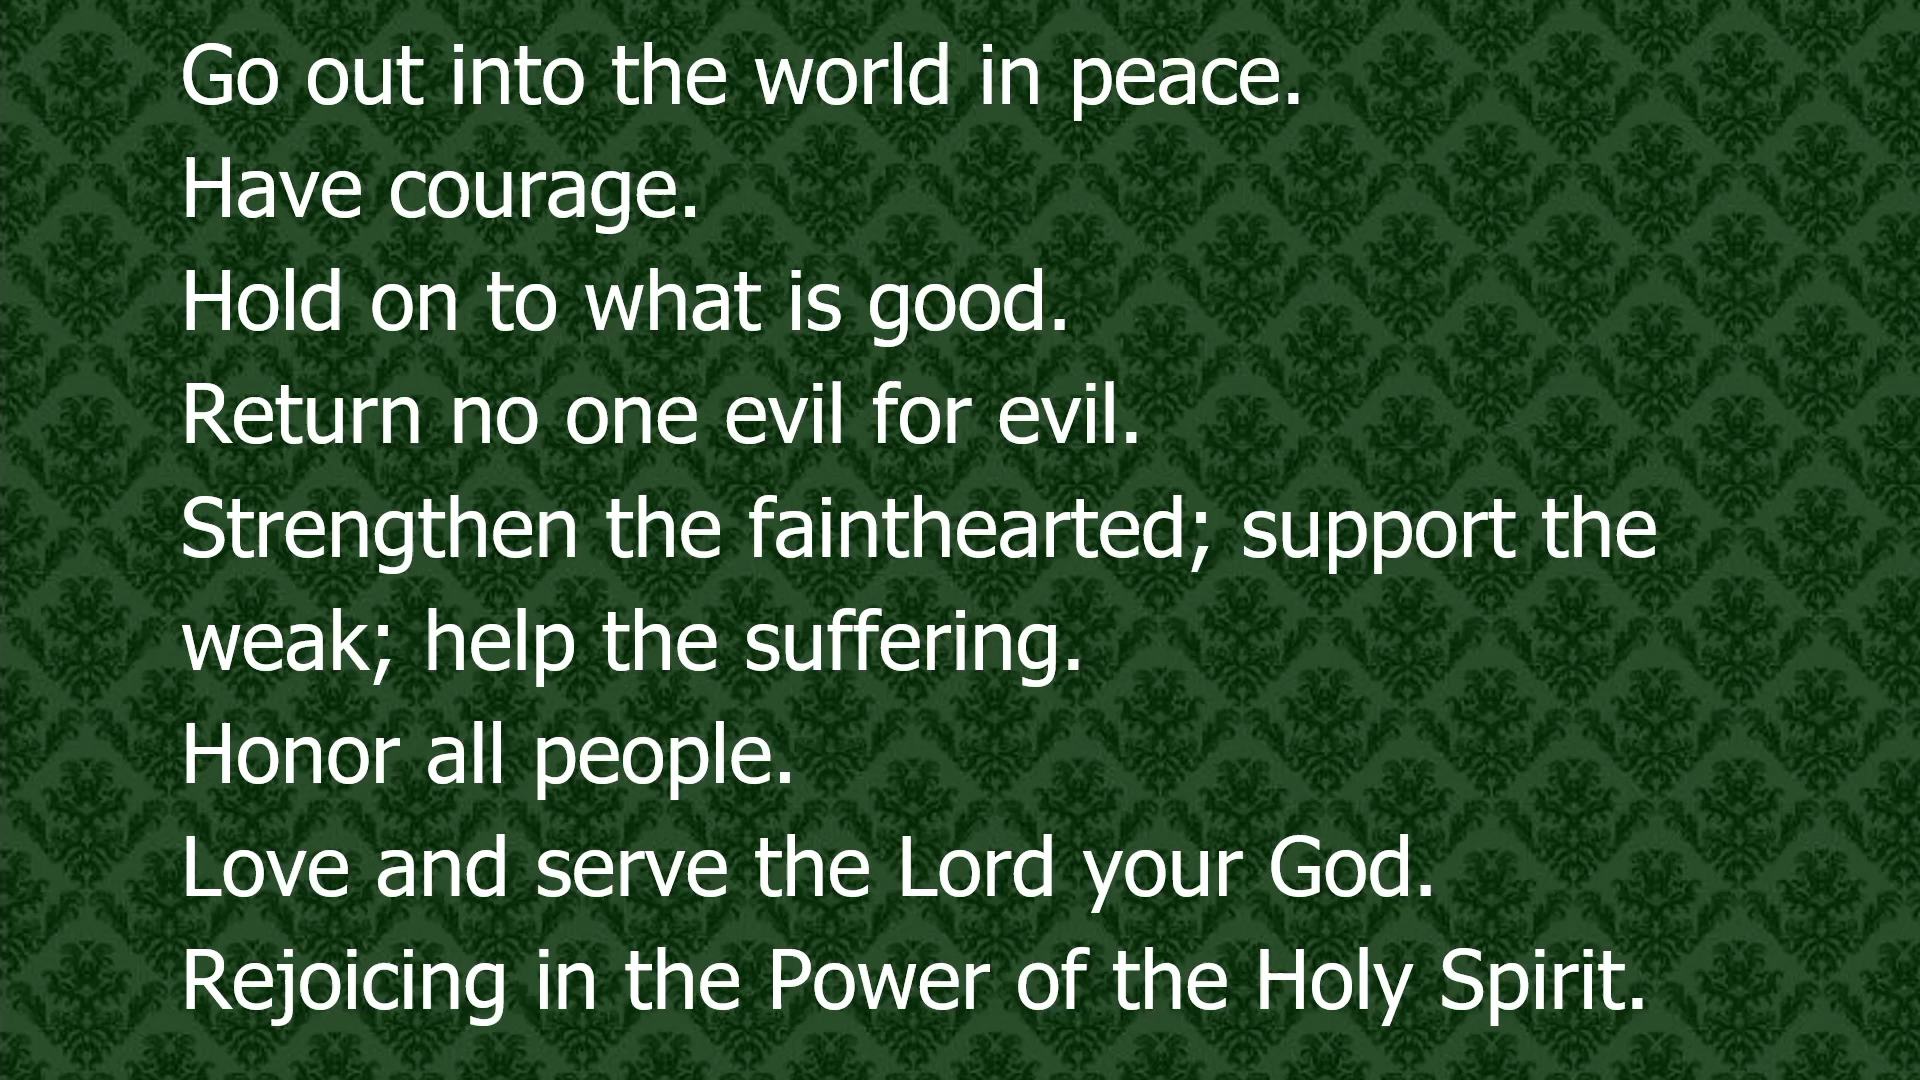 Go out into the world in peace.
Have courage.
Hold on to what is good.
Return no one evil for evil.
Strengthen the fainthearted; support the
weak; help the suffering.
Honor all people.
Love and serve the Lord your God.
Rejoicing in the Power of the Holy Spirit.